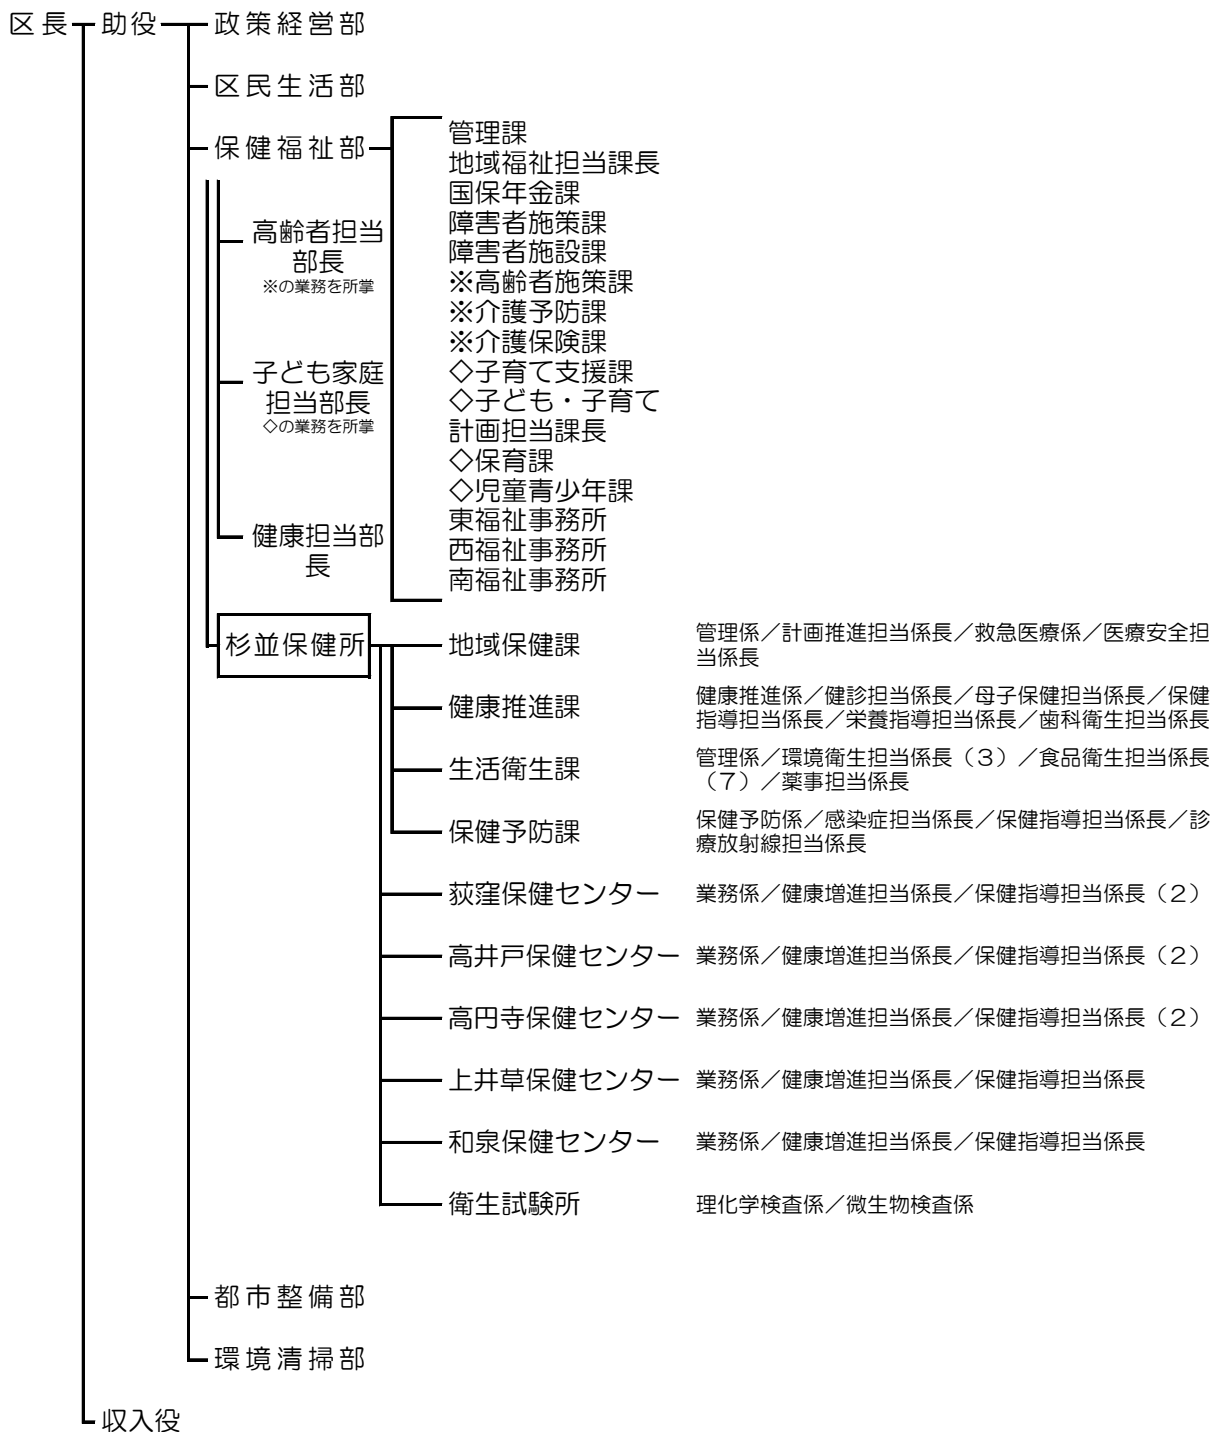 区長 助役 政策経営部
区民生活部
保健福祉部
管理課
地域福祉担当課長
国保年金課
障害者施策課
障害者施設課
※高齢者施策課
※介護予防課
※介護保険課
◇子育て支援課
◇子ども・子育て
計画担当課長
◇保育課
◇児童青少年課
東福祉事務所
西福祉事務所
南福祉事務所
高齢者担当
部長
※の業務を所掌
子ども家庭
担当部長
◇の業務を所掌
健康担当部
長
杉並保健所
地域保健課
管理係／計画推進担当係長／救急医療係／医療安全担
当係長
健康推進課
健康推進係／健診担当係長／母子保健担当係長／保健
指導担当係長／栄養指導担当係長／歯科衛生担当係長
生活衛生課
管理係／環境衛生担当係長（３）／食品衛生担当係長
（７）／薬事担当係長
保健予防課
保健予防係／感染症担当係長／保健指導担当係長／診
療放射線担当係長
荻窪保健センター 業務係／健康増進担当係長／保健指導担当係長（２）
高井戸保健センター 業務係／健康増進担当係長／保健指導担当係長（２）
高円寺保健センター 業務係／健康増進担当係長／保健指導担当係長（２）
上井草保健センター 業務係／健康増進担当係長／保健指導担当係長
和泉保健センター 業務係／健康増進担当係長／保健指導担当係長
衛生試験所 理化学検査係／微生物検査係
都市整備部
環境清掃部
収入役